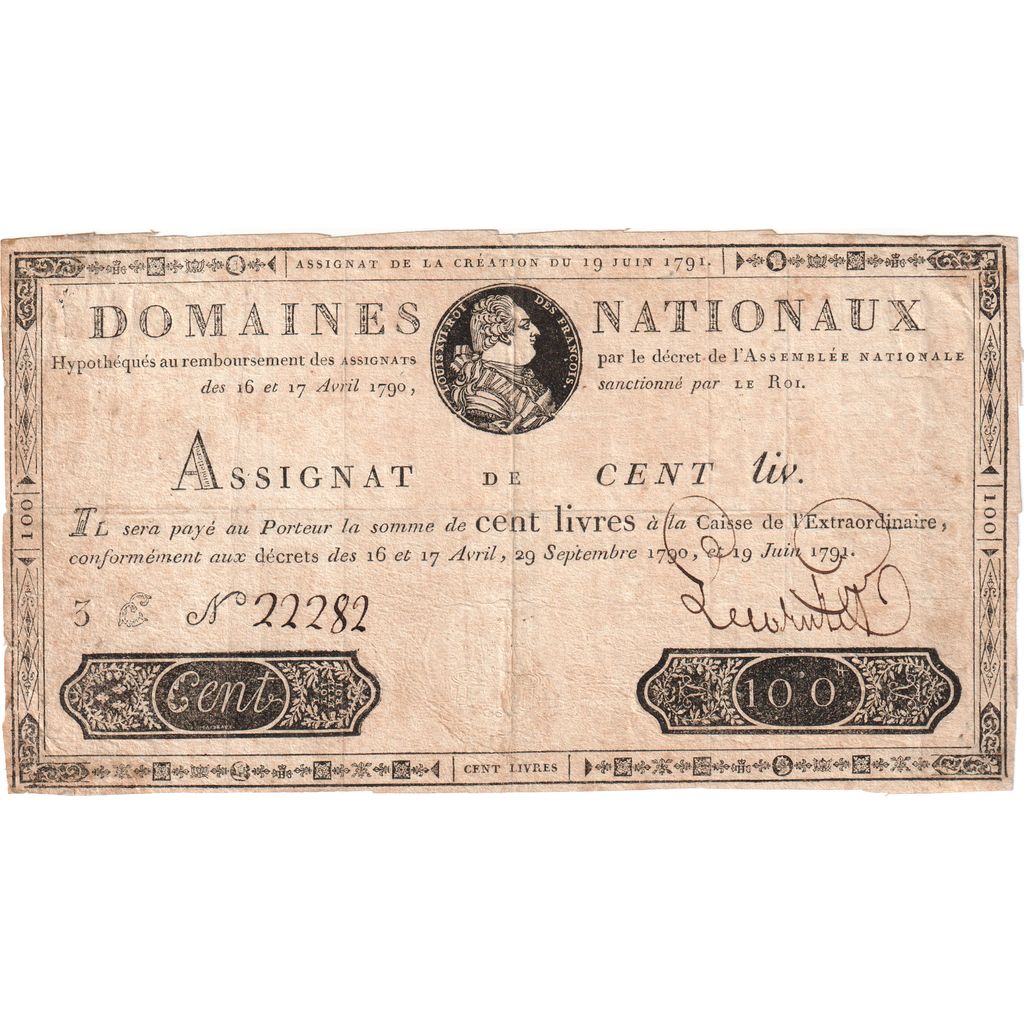 ASSIGNAT DE LA CRÉATION DU 19 JUIN 1791.
DOMAINES NATIONAUX
LOUIS XVI. ROI DES FRANÇOIS.
Hypothéqués au remboursement des ASSIGNATS par le décret de l'ASSEMBLÉE NATIONALE
des 16 et 17 Avril 1790, sanctionné par LE ROI.
ASSIGNAT DE CENT liv.
IL sera payé au Porteur la somme de cent livres à la Caisse de l'Extraordinaire,
conformément aux décrets des 16 et 17 Avril, 29 Septembre 1790, et 19 Juin 1791.
100
100
3 C N° 22282
Cent
100
CENT LIVRES